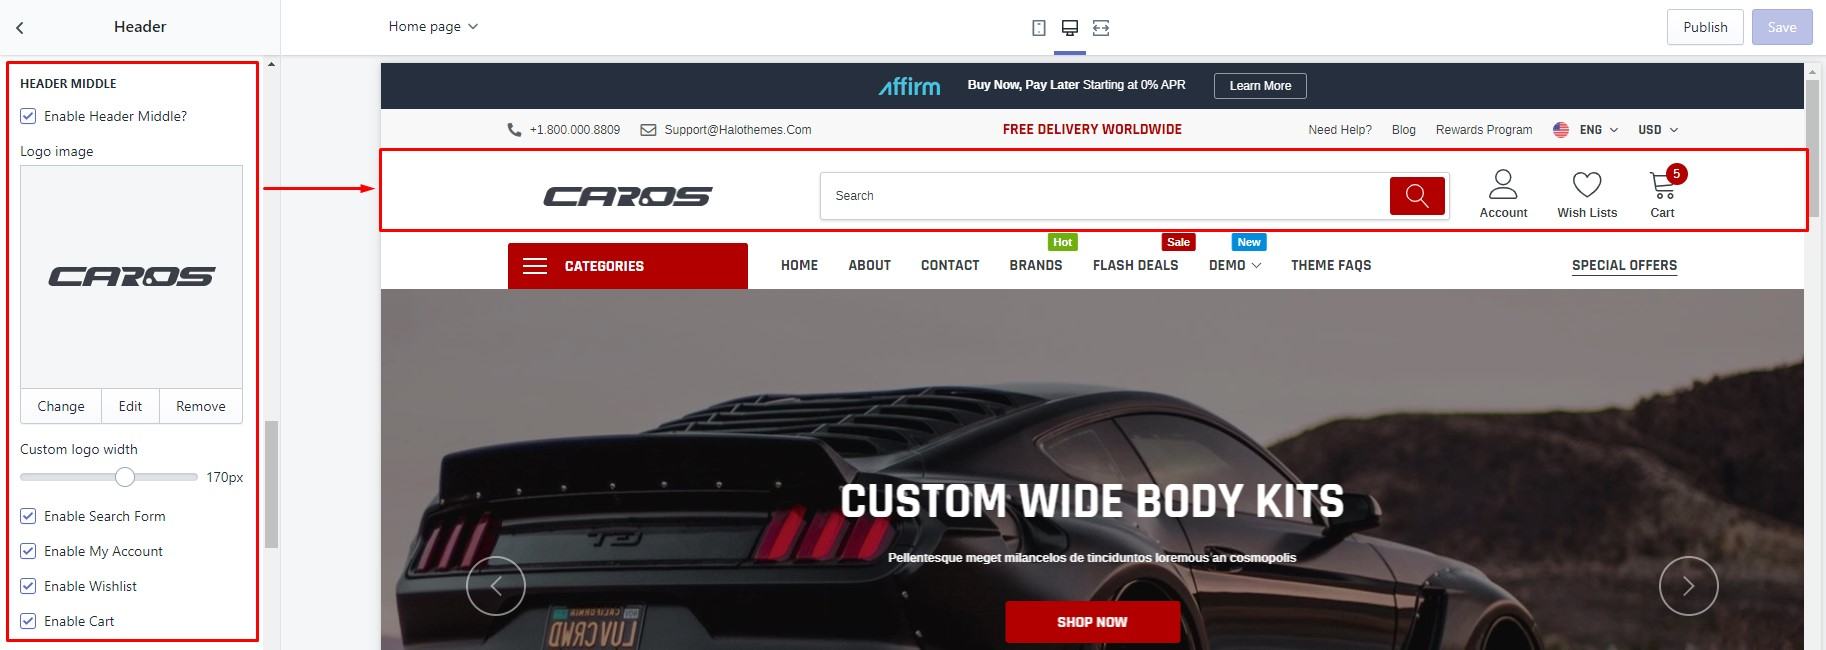 Header
Home page
Publish
Save
HEADER MIDDLE
Enable Header Middle?
Logo image
CAROS
Change
Edit
Remove
Custom logo width
170px
Enable Search Form
Enable My Account
Enable Wishlist
Enable Cart
affirm
Buy Now, Pay Later Starting at 0% APR
Learn More
+1.800.000.8809
Support@Halothemes.Com
FREE DELIVERY WORLDWIDE
Need Help?
Blog
Rewards Program
ENG
USD
CAROS
Search
Account
Wish Lists
5
Cart
Hot
Sale
New
CATEGORIES
HOME
ABOUT
CONTACT
BRANDS
FLASH DEALS
DEMO
THEME FAQS
SPECIAL OFFERS
CUSTOM WIDE BODY KITS
Pellentesque meget milancelos de tinciduntos loremous an cosmopolis
SHOP NOW
CALIFORNIA
LUVCRWD